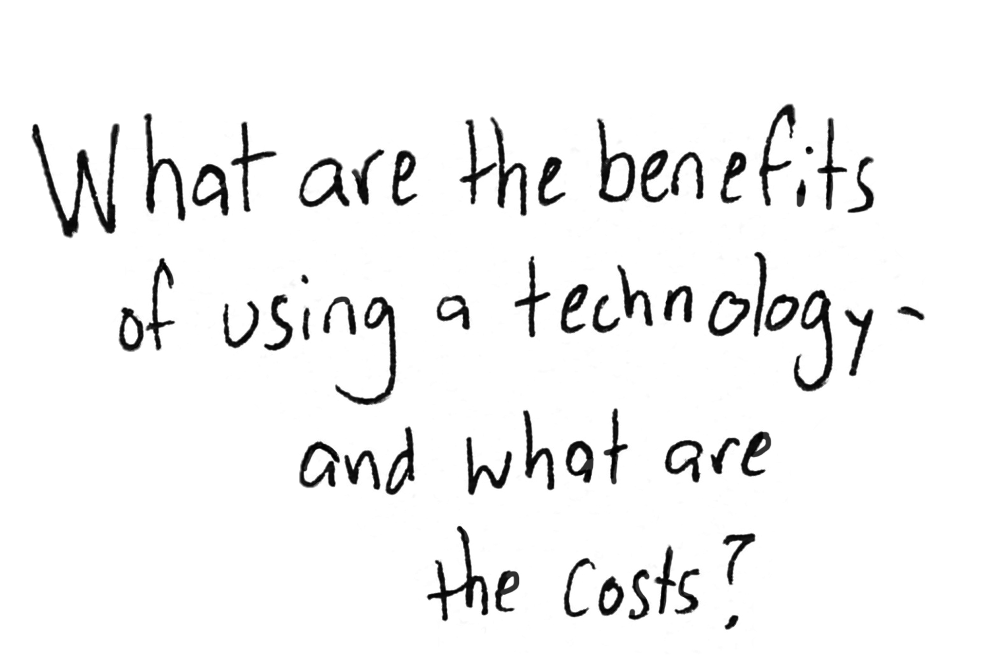 What are the benefits
of using a technology-
and what are
the costs?